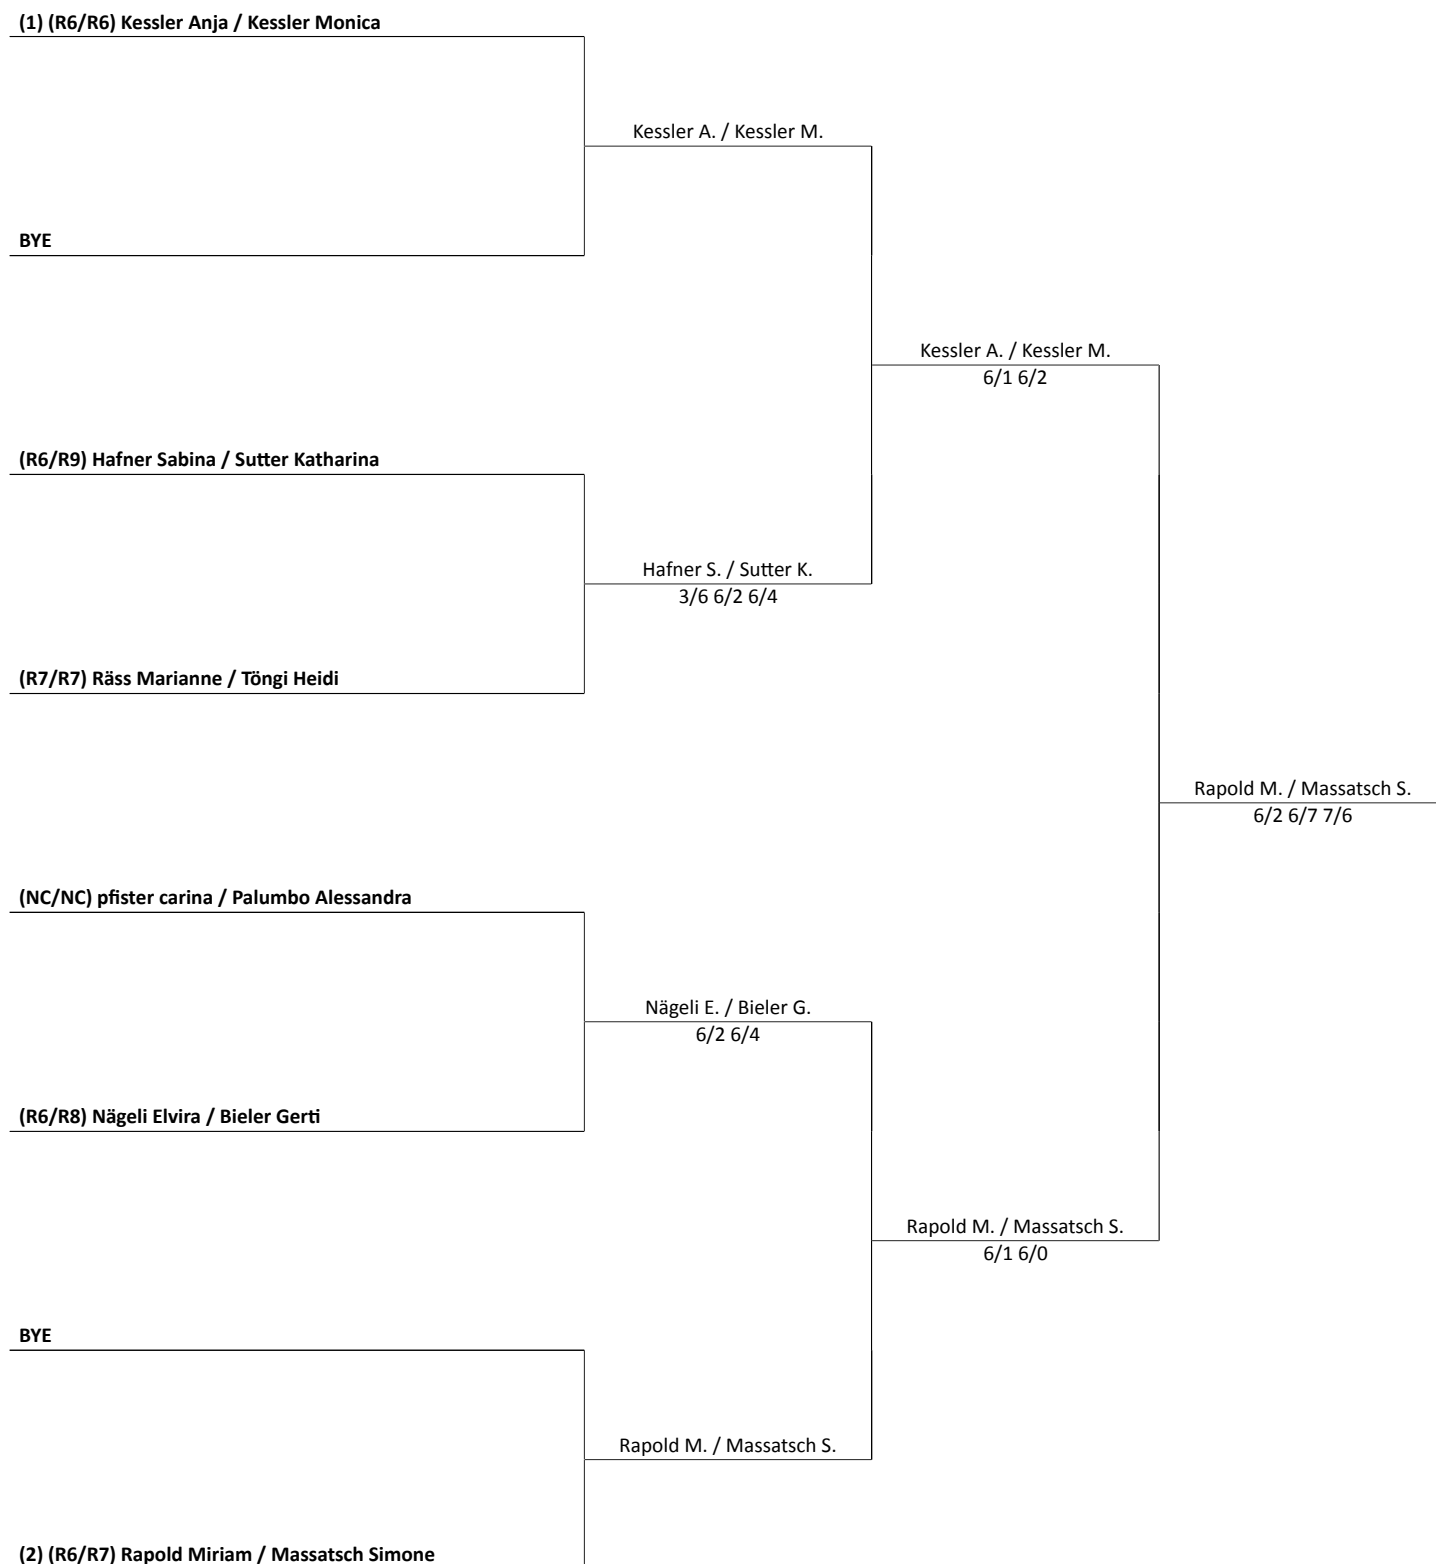 (1) (R6/R6) Kessler Anja / Kessler Monica
Kessler A. / Kessler M.
BYE
Kessler A. / Kessler M.
6/1 6/2
(R6/R9) Hafner Sabina / Sutter Katharina
Hafner S. / Sutter K.
3/6 6/2 6/4
(R7/R7) Räss Marianne / Töngi Heidi
Rapold M. / Massatsch S.
6/2 6/7 7/6
(NC/NC) pfister carina / Palumbo Alessandra
Nägeli E. / Bieler G.
6/2 6/4
(R6/R8) Nägeli Elvira / Bieler Gerti
Rapold M. / Massatsch S.
6/1 6/0
BYE
Rapold M. / Massatsch S.
(2) (R6/R7) Rapold Miriam / Massatsch Simone